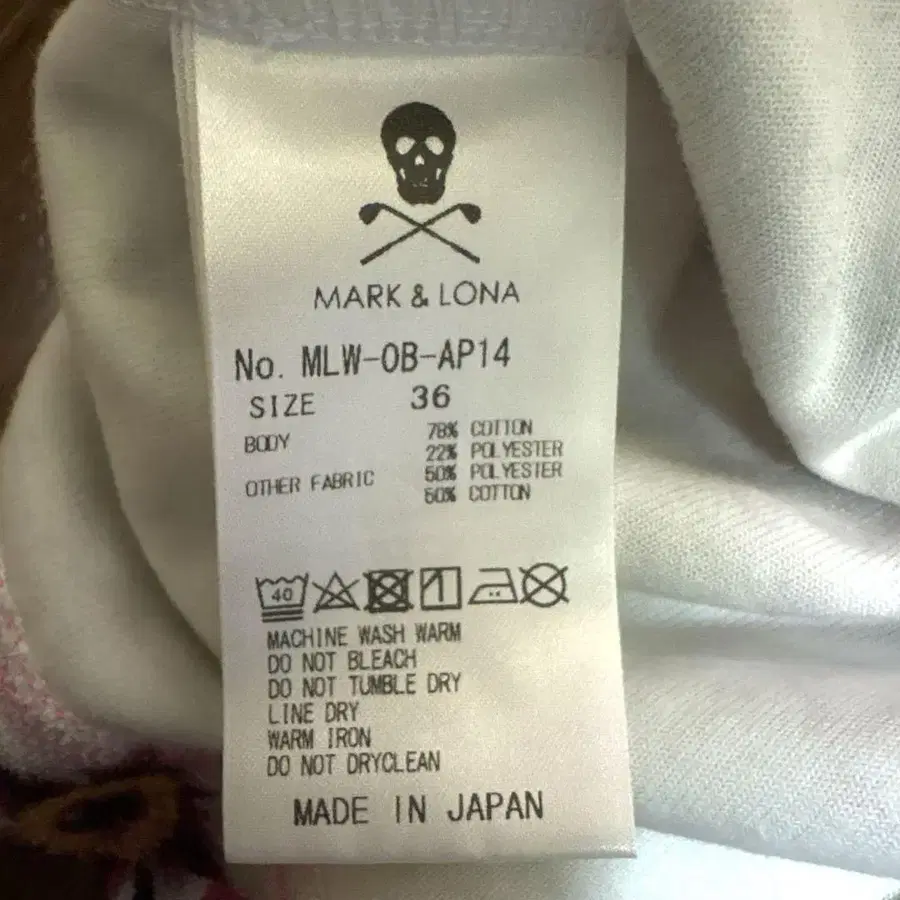 MARK & LONA
No. MLW-0B-AP14
SIZE 36
BODY 78% COTTON
22% POLYESTER
OTHER FABRIC 50% POLYESTER
50% COTTON
40
MACHINE WASH WARM
DO NOT BLEACH
DO NOT TUMBLE DRY
LINE DRY
WARM IRON
DO NOT DRYCLEAN
MADE IN JAPAN